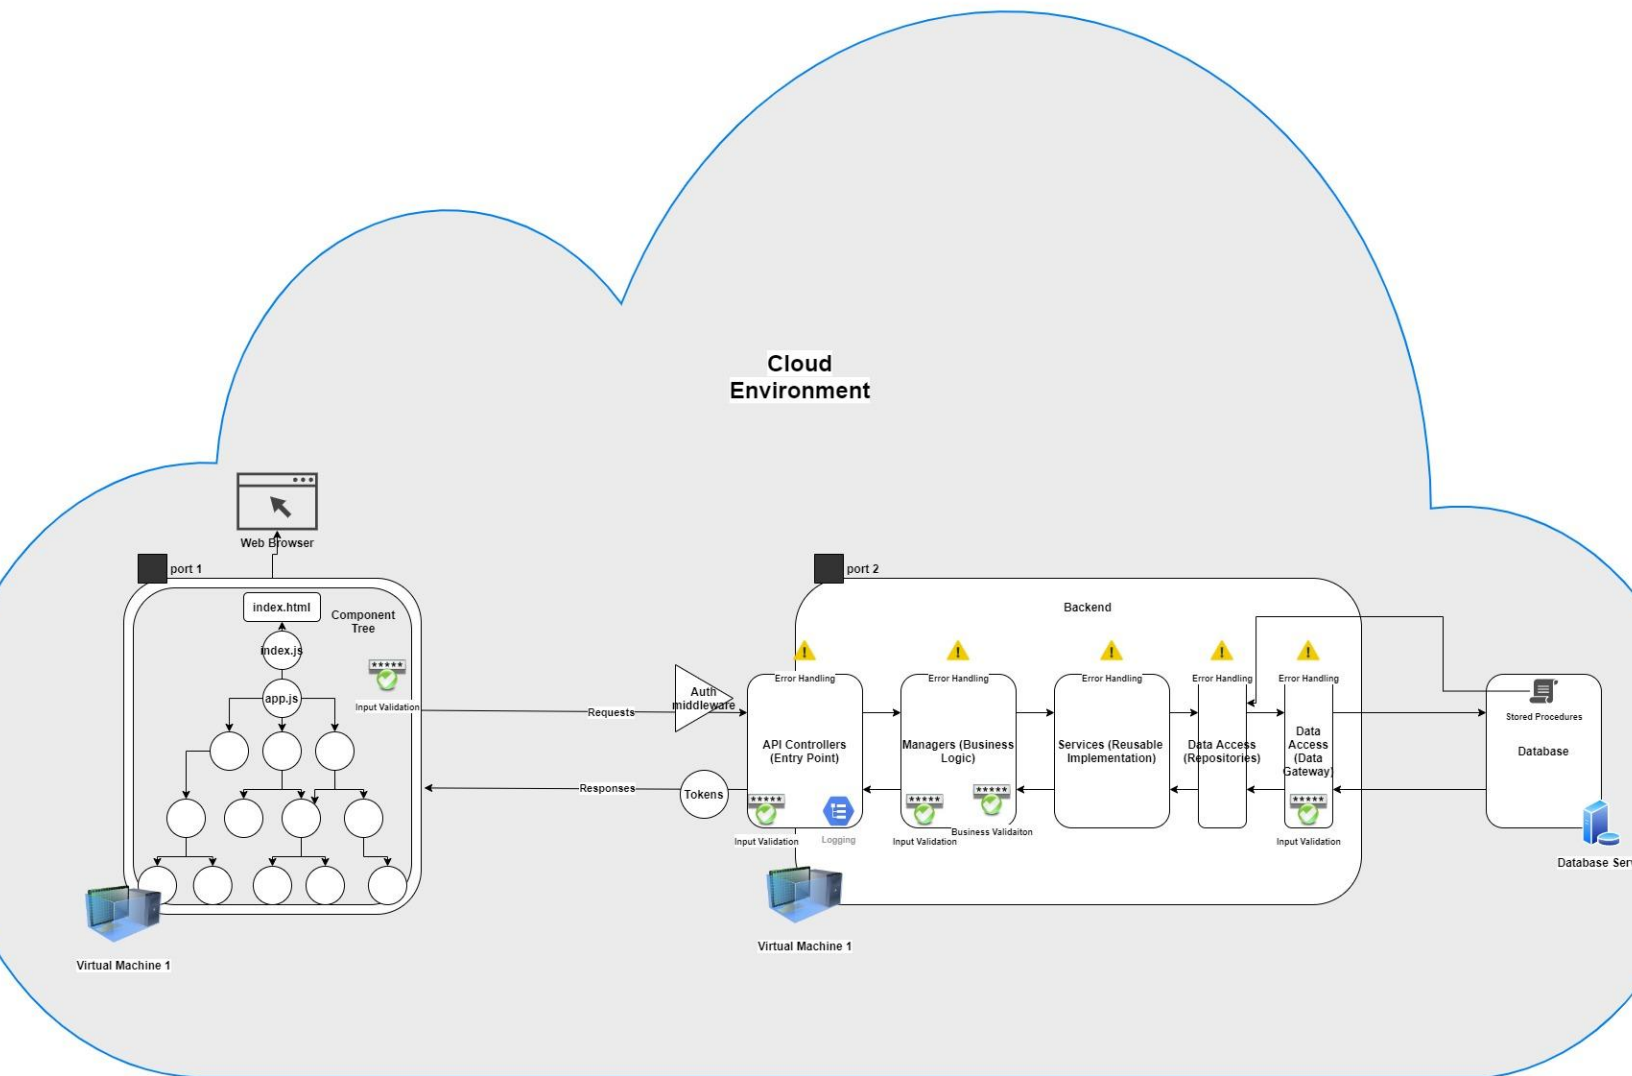 Cloud
Environment
Web Browser
port 1
port 2
index.html
Component
Tree
Backend
index.js
*****
Input Validation
app.js
Error Handling
Error Handling
Error Handling
Error Handling
Error Handling
Auth
middleware
Requests
Stored Procedures
API Controllers
(Entry Point)
Managers (Business
Logic)
Services (Reusable
Implementation)
Data Access
(Repositories)
Data
Access
(Data
Gateway)
Database
Responses
Tokens
*****
Input Validation
Logging
*****
Input Validation
*****
Business Validaiton
*****
Input Validation
Database Serv
Virtual Machine 1
Virtual Machine 1